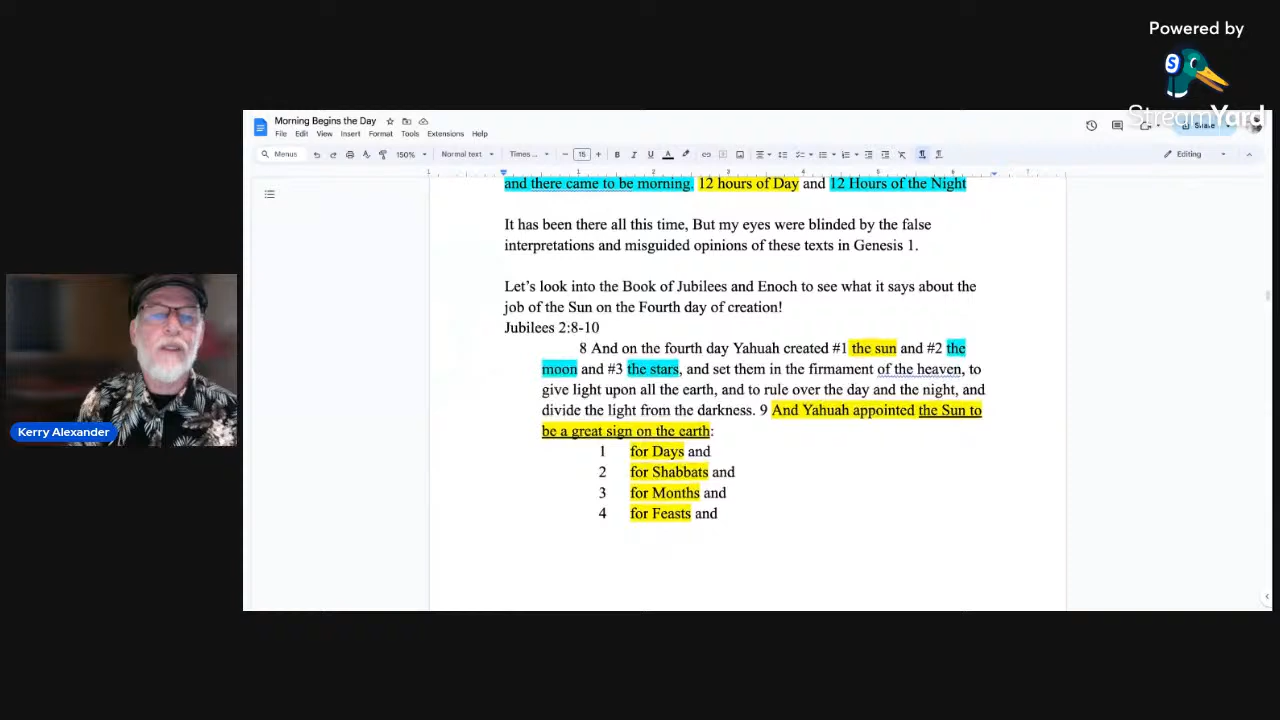 Powered by
StreamYard
Morning Begins the Day
File Edit View Insert Format Tools Extensions Help
Share
Menus 150% Normal text Times ... 15 Editing
1 1 2 3 4 5 6 7
and there came to be morning. 12 hours of Day and 12 Hours of the Night
It has been there all this time, But my eyes were blinded by the false
interpretations and misguided opinions of these texts in Genesis 1.
Let’s look into the Book of Jubilees and Enoch to see what it says about the
job of the Sun on the Fourth day of creation!
Jubilees 2:8-10
8 And on the fourth day Yahuah created #1 the sun and #2 the
moon and #3 the stars, and set them in the firmament of the heaven, to
give light upon all the earth, and to rule over the day and the night, and
divide the light from the darkness. 9 And Yahuah appointed the Sun to
be a great sign on the earth:
1 for Days and
2 for Shabbats and
3 for Months and
4 for Feasts and
Kerry Alexander